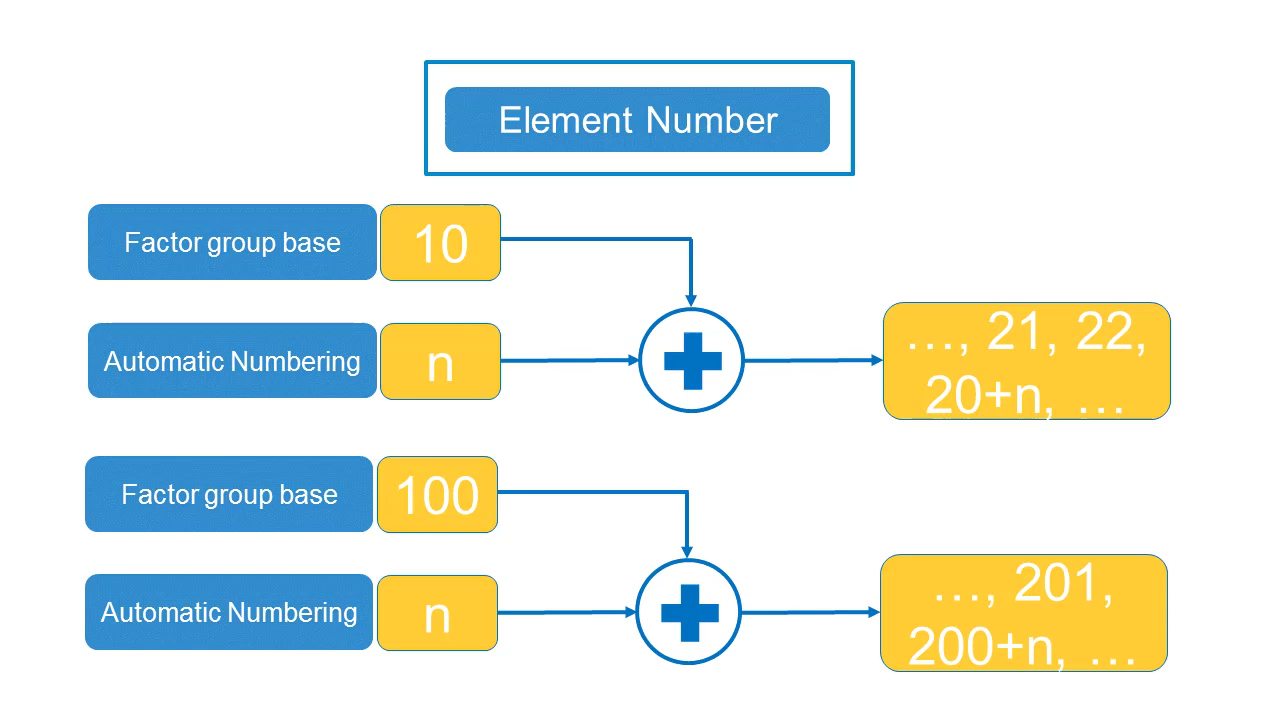 Element Number
Factor group base
10
Automatic Numbering
n
…, 21, 22,
20+n, …
Factor group base
100
Automatic Numbering
n
…, 201,
200+n, …